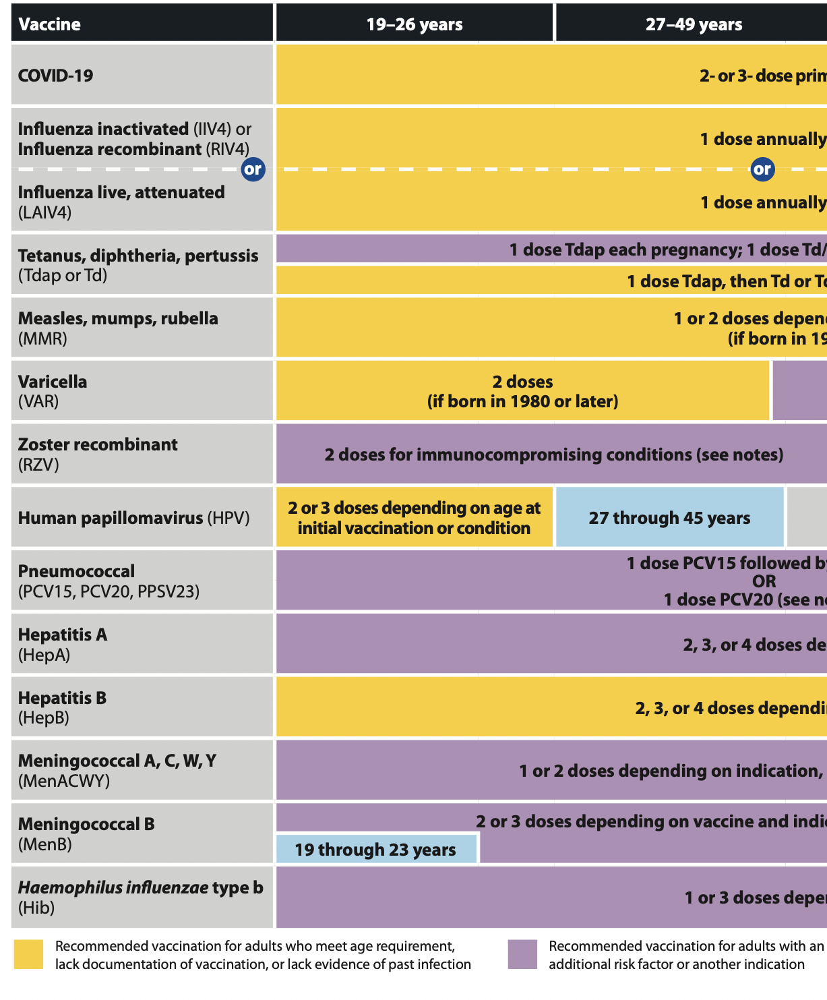 Vaccine
19–26 years
27–49 years
COVID-19
2- or 3- dose
Influenza inactivated (IIV4) or
Influenza recombinant (RIV4)
1 dose annually
or
or
Influenza live, attenuated
(LAIV4)
1 dose annually
Tetanus, diphtheria, pertussis
(Tdap or Td)
1 dose Tdap each pregnancy; 1 dose Td/
1 dose Tdap, then Td or
Measles, mumps, rubella
(MMR)
1 or 2 doses
(if born in
Varicella
(VAR)
2 doses
(if born in 1980 or later)
Zoster recombinant
(RZV)
2 doses for immunocompromising conditions (see notes)
Human papillomavirus (HPV)
2 or 3 doses depending on age at
initial vaccination or condition
27 through 45 years
Pneumococcal
(PCV15, PCV20, PPSV23)
1 dose PCV15 followed
OR
1 dose PCV20 (see
Hepatitis A
(HepA)
2, 3, or 4 doses
Hepatitis B
(HepB)
2, 3, or 4 doses
Meningococcal A, C, W, Y
(MenACWY)
1 or 2 doses depending on indication,
Meningococcal B
(MenB)
2 or 3 doses depending on vaccine and
19 through 23 years
Haemophilus influenzae type b
(Hib)
1 or 3 doses
Recommended vaccination for adults who meet age requirement,
lack documentation of vaccination, or lack evidence of past infection
Recommended vaccination for adults with an
additional risk factor or another indication